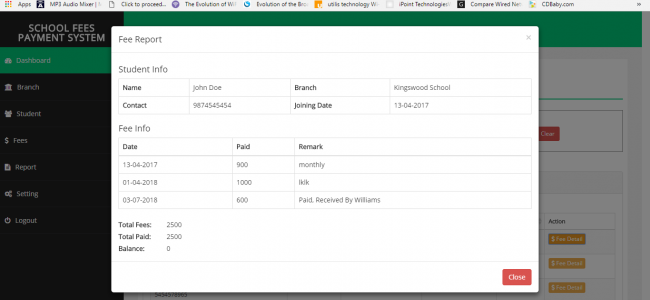 Apps MP3 Audio Mixer | M Click to proceed... The Evolution of Wi Evolution of the Bro utilis technology W iPoint Technologies Compare Wired Net CDBaby.com
SCHOOL FEES
PAYMENT SYSTEM
Dashboard
Branch
Student
$ Fees
Report
Setting
Logout
Fee Report ×
Student Info
Name John Doe Branch Kingswood School
Contact 9874545454 Joining Date 13-04-2017
Fee Info
Date Paid Remark
13-04-2017 900 monthly
01-04-2018 1000 lklk
03-07-2018 600 Paid, Received By Williams
Total Fees: 2500
Total Paid: 2500
Balance: 0
Close
Clear
Action
$ Fee Detail
$ Fee Detail
$ Fee Detail